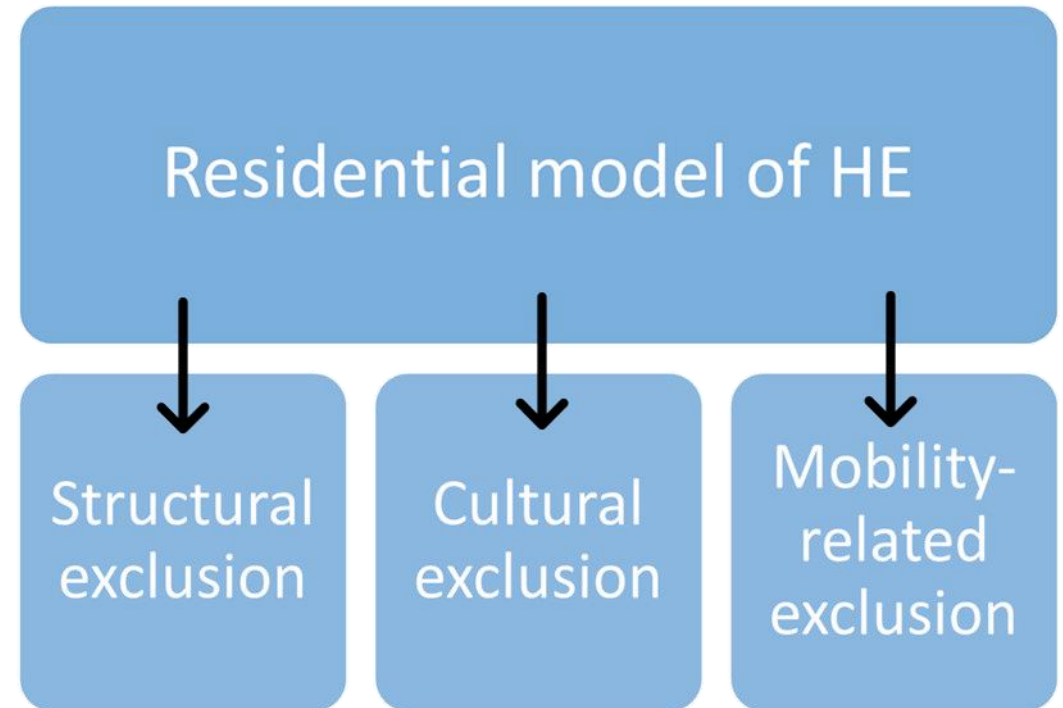 Residential model of HE
Structural
exclusion
Cultural
exclusion
Mobility-
related
exclusion